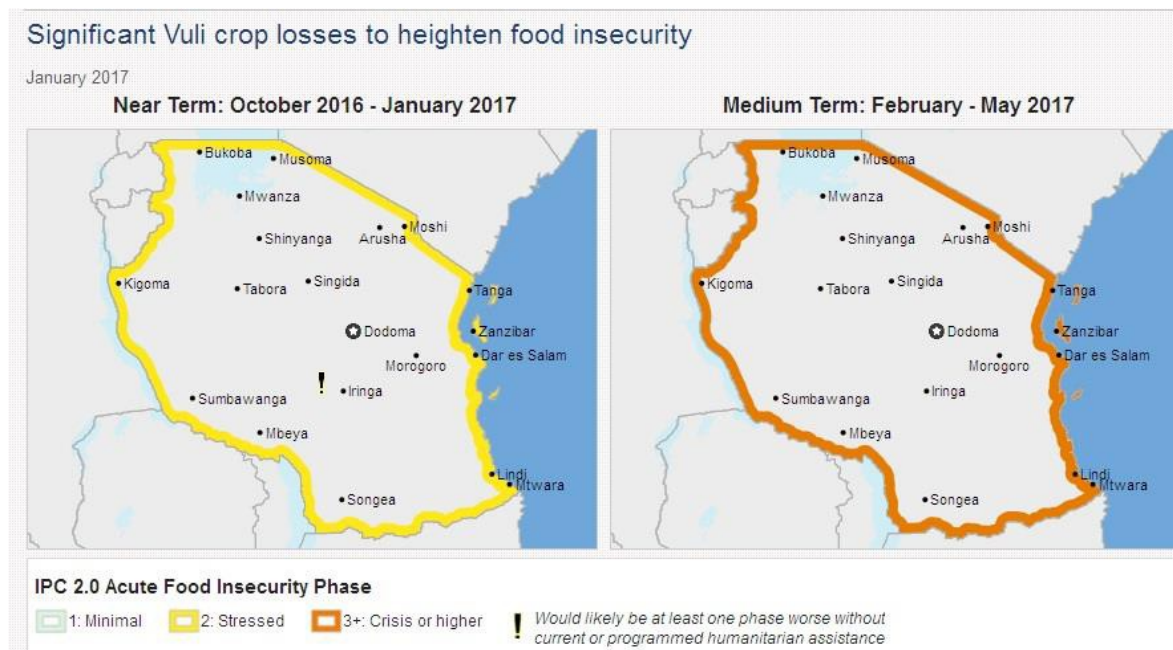 Significant Vuli crop losses to heighten food insecurity
January 2017
Near Term: October 2016 - January 2017
Bukoba
Musoma
Mwanza
Shinyanga
Arusha
Moshi
Kigoma
Tabora
Singida
Tanga
Dodoma
Zanzibar
Dar es Salam
Morogoro
!
Iringa
Sumbawanga
Mbeya
Lindi
Mtwara
Songea
Medium Term: February - May 2017
Bukoba
Musoma
Mwanza
Shinyanga
Arusha
Moshi
Kigoma
Tabora
Singida
Tanga
Dodoma
Zanzibar
Dar es Salam
Morogoro
Iringa
Sumbawanga
Mbeya
Lindi
Mtwara
Songea
IPC 2.0 Acute Food Insecurity Phase
1: Minimal
2: Stressed
3+: Crisis or higher
! Would likely be at least one phase worse without
current or programmed humanitarian assistance